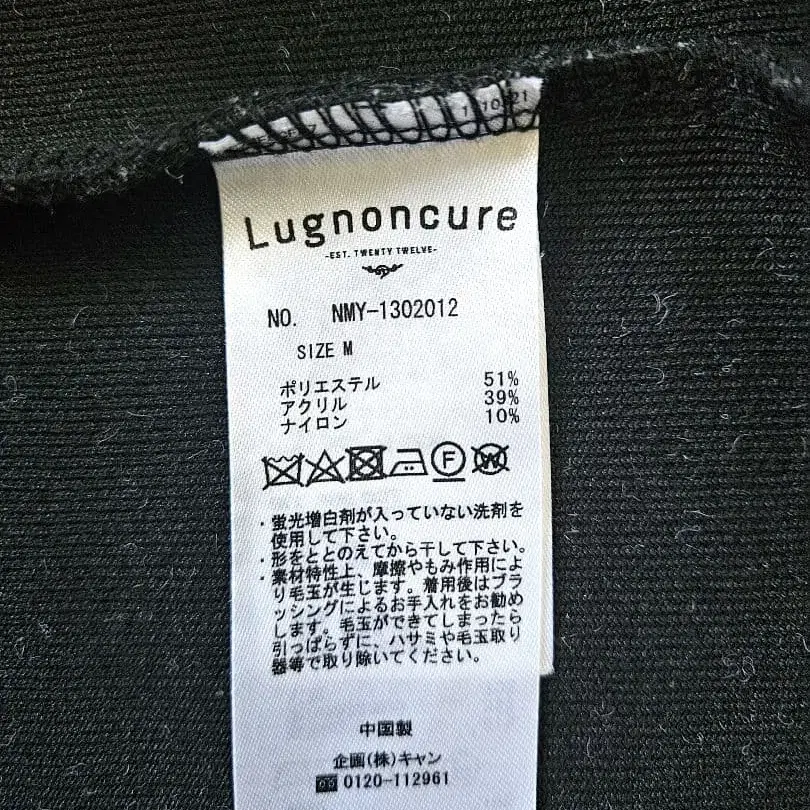 Lugnoncure
-EST. TWENTY TWELVE-
NO. NMY-1302012
SIZE M
ポリエステル 51%
アクリル 39%
ナイロン 10%
F W
・蛍光増白剤が入っていない洗剤を
使用して下さい。
・形をととのえてから干して下さい。
・素材特性上、摩擦やもみ作用によ
り毛玉が生じます。着用後はブラ
ッシングによるお手入れをお勧め
します。毛玉ができてしまったら
引っぱらずに、ハサミや毛玉取り
器等で取り除いてください。
中国製
企画(株)キャン
0120-112961